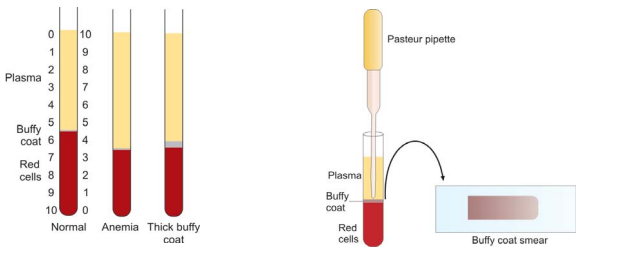 0 10
1 9
2 8
Plasma 3 7
4 6
5 5
Buffy coat 6 4
7 3
Red cells 8 2
9 1
10 0
Normal
Anemia
Thick buffy
coat
Pasteur pipette
Plasma
Buffy
coat
Red
cells
Buffy coat smear